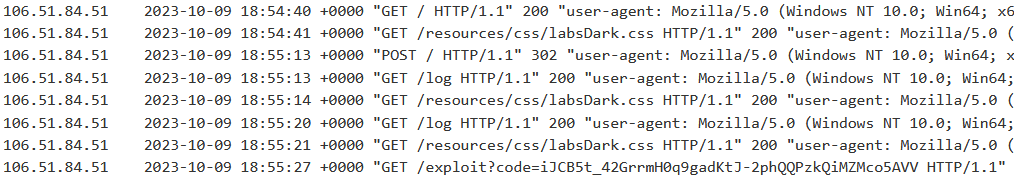 106.51.84.51 2023-10-09 18:54:40 +0000 "GET / HTTP/1.1" 200 "user-agent: Mozilla/5.0 (Windows NT 10.0; Win64; x6
106.51.84.51 2023-10-09 18:54:41 +0000 "GET /resources/css/labsDark.css HTTP/1.1" 200 "user-agent: Mozilla/5.0 (
106.51.84.51 2023-10-09 18:55:13 +0000 "POST / HTTP/1.1" 302 "user-agent: Mozilla/5.0 (Windows NT 10.0; Win64; x
106.51.84.51 2023-10-09 18:55:13 +0000 "GET /log HTTP/1.1" 200 "user-agent: Mozilla/5.0 (Windows NT 10.0; Win64;
106.51.84.51 2023-10-09 18:55:14 +0000 "GET /resources/css/labsDark.css HTTP/1.1" 200 "user-agent: Mozilla/5.0 (
106.51.84.51 2023-10-09 18:55:20 +0000 "GET /log HTTP/1.1" 200 "user-agent: Mozilla/5.0 (Windows NT 10.0; Win64;
106.51.84.51 2023-10-09 18:55:21 +0000 "GET /resources/css/labsDark.css HTTP/1.1" 200 "user-agent: Mozilla/5.0 (
106.51.84.51 2023-10-09 18:55:27 +0000 "GET /exploit?code=iJCB5t_42GrrmH0q9gadKtJ-2phQQPzkQiMZMco5AVV HTTP/1.1"